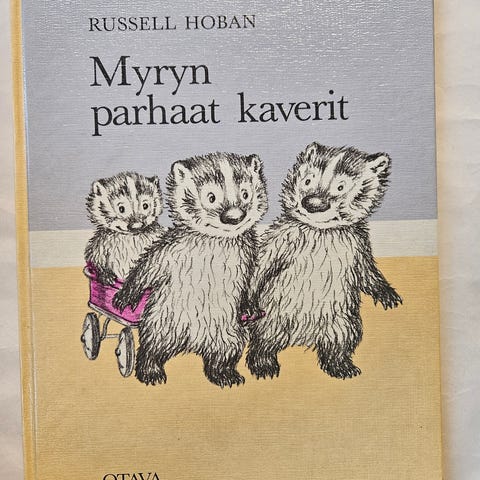 RUSSELL HOBAN
Myryn
parhaat kaverit
OTAVA